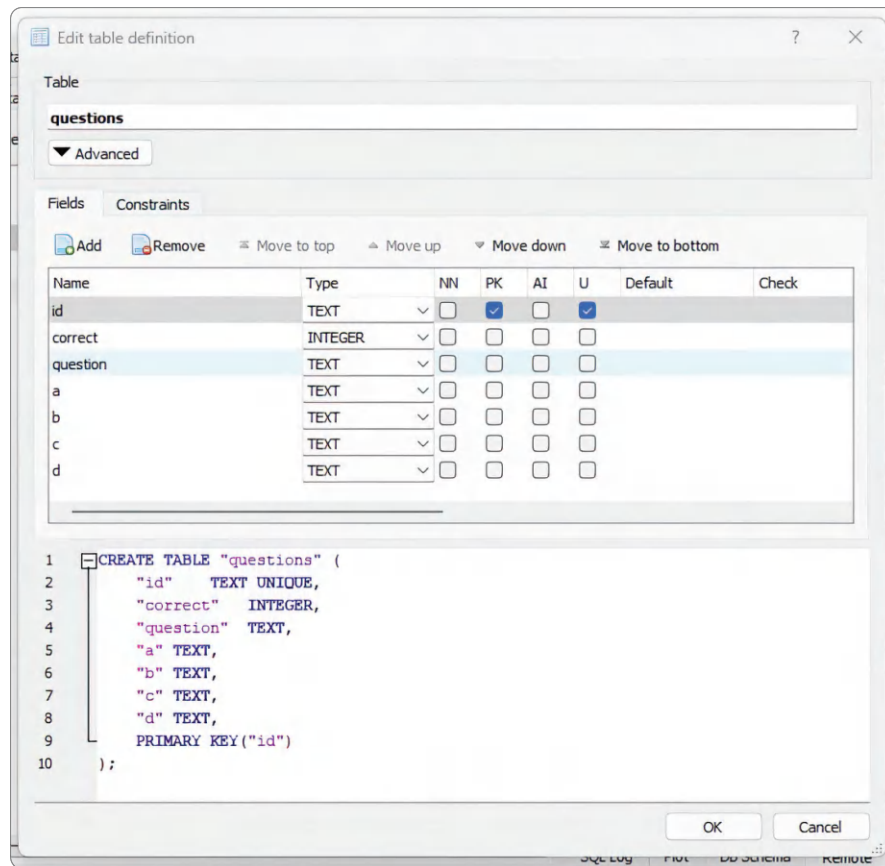 Edit table definition ? ×
Table
questions
Advanced
Fields Constraints
Add Remove Move to top Move up Move down Move to bottom
Name Type NN PK AI U Default Check
id TEXT
correct INTEGER
question TEXT
a TEXT
b TEXT
c TEXT
d TEXT
1 CREATE TABLE "questions" (
2 "id" TEXT UNIQUE,
3 "correct" INTEGER,
4 "question" TEXT,
5 "a" TEXT,
6 "b" TEXT,
7 "c" TEXT,
8 "d" TEXT,
9 PRIMARY KEY("id")
10 );
OK Cancel
SQL Log Plot DB Schema Remote